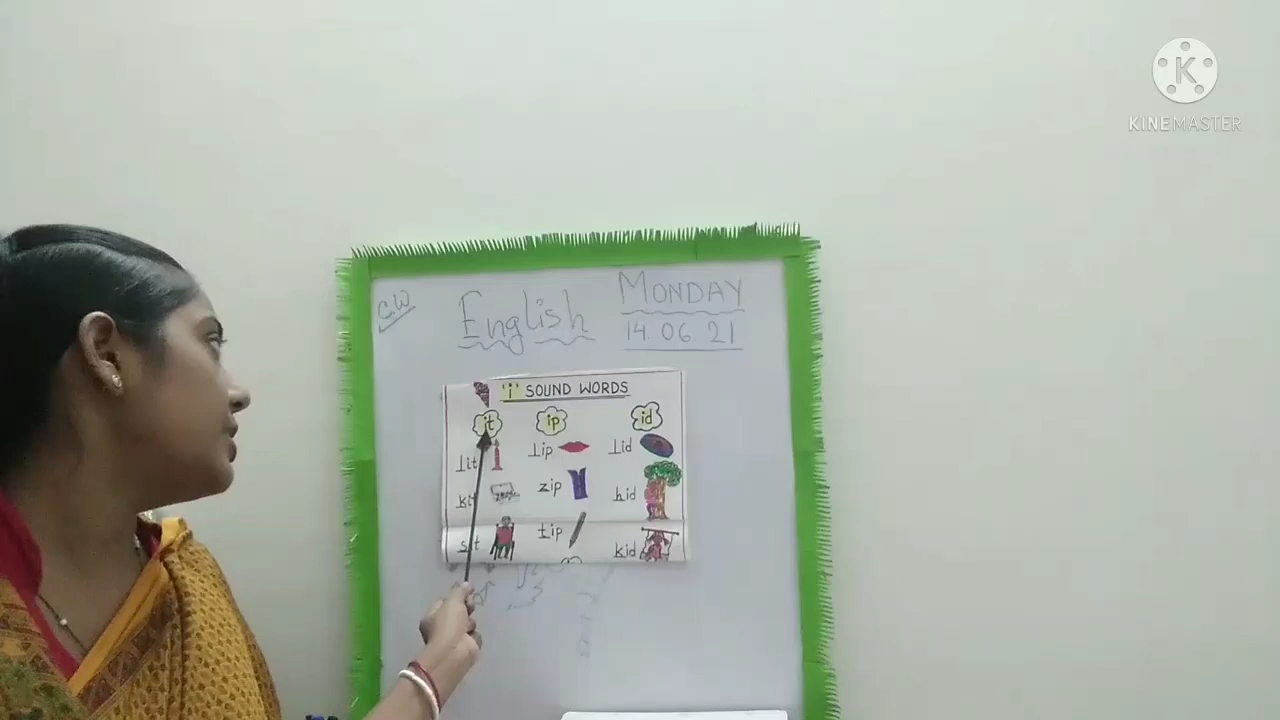 K
KINEMASTER
C.W
English
MONDAY
14.06 21
'i' SOUND WORDS
it ip id
lit lip lid
kit zip hid
sit tip kid